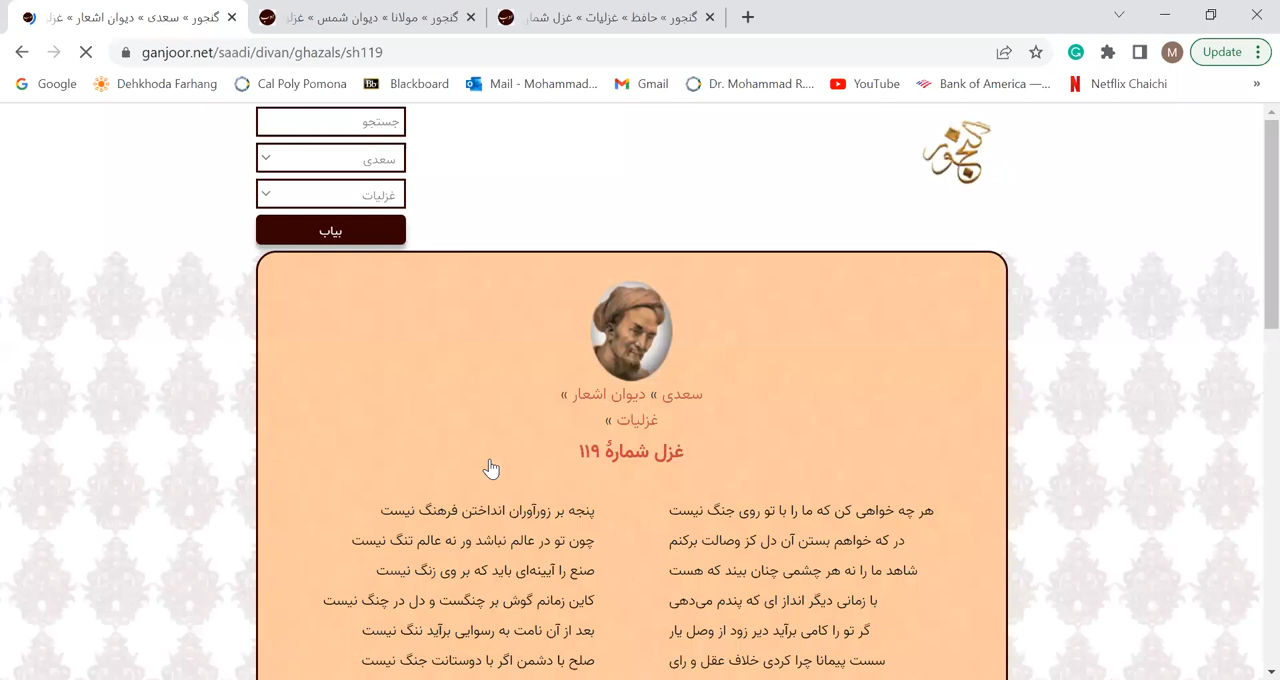 گنجور » سعدی » دیوان اشعار » غزل
گنجور » مولانا » دیوان شمس » غزل
گنجور » حافظ » غزلیات » غزل شمار
ganjoor.net/saadi/divan/ghazals/sh119
M
Update
Google
Dehkhoda Farhang
Cal Poly Pomona
Bb Blackboard
Mail - Mohammad...
Gmail
Dr. Mohammad R....
YouTube
Bank of America —...
N Netflix Chaichi
»
جستجو
گنجور
سعدی
غزلیات
بیاب
سعدی » دیوان اشعار »
غزلیات »
غزل شمارهٔ ۱۱۹
هر چه خواهی کن که ما را با تو روی جنگ نیست
پنجه بر زورآوران انداختن فرهنگ نیست
در که خواهم بستن آن دل کز وصالت برکنم
چون تو در عالم نباشد ور نه عالم تنگ نیست
شاهد ما را نه هر چشمی چنان بیند که هست
صنع را آیینه‌ای باید که بر وی زنگ نیست
با زمانی دیگر انداز ای که پندم می‌دهی
کاین زمانم گوش بر چنگست و دل در چنگ نیست
گر تو را کامی برآید دیر زود از وصل یار
بعد از آن نامت به رسوایی برآید ننگ نیست
سست پیمانا چرا کردی خلاف عقل و رای
صلح با دشمن اگر با دوستانت جنگ نیست